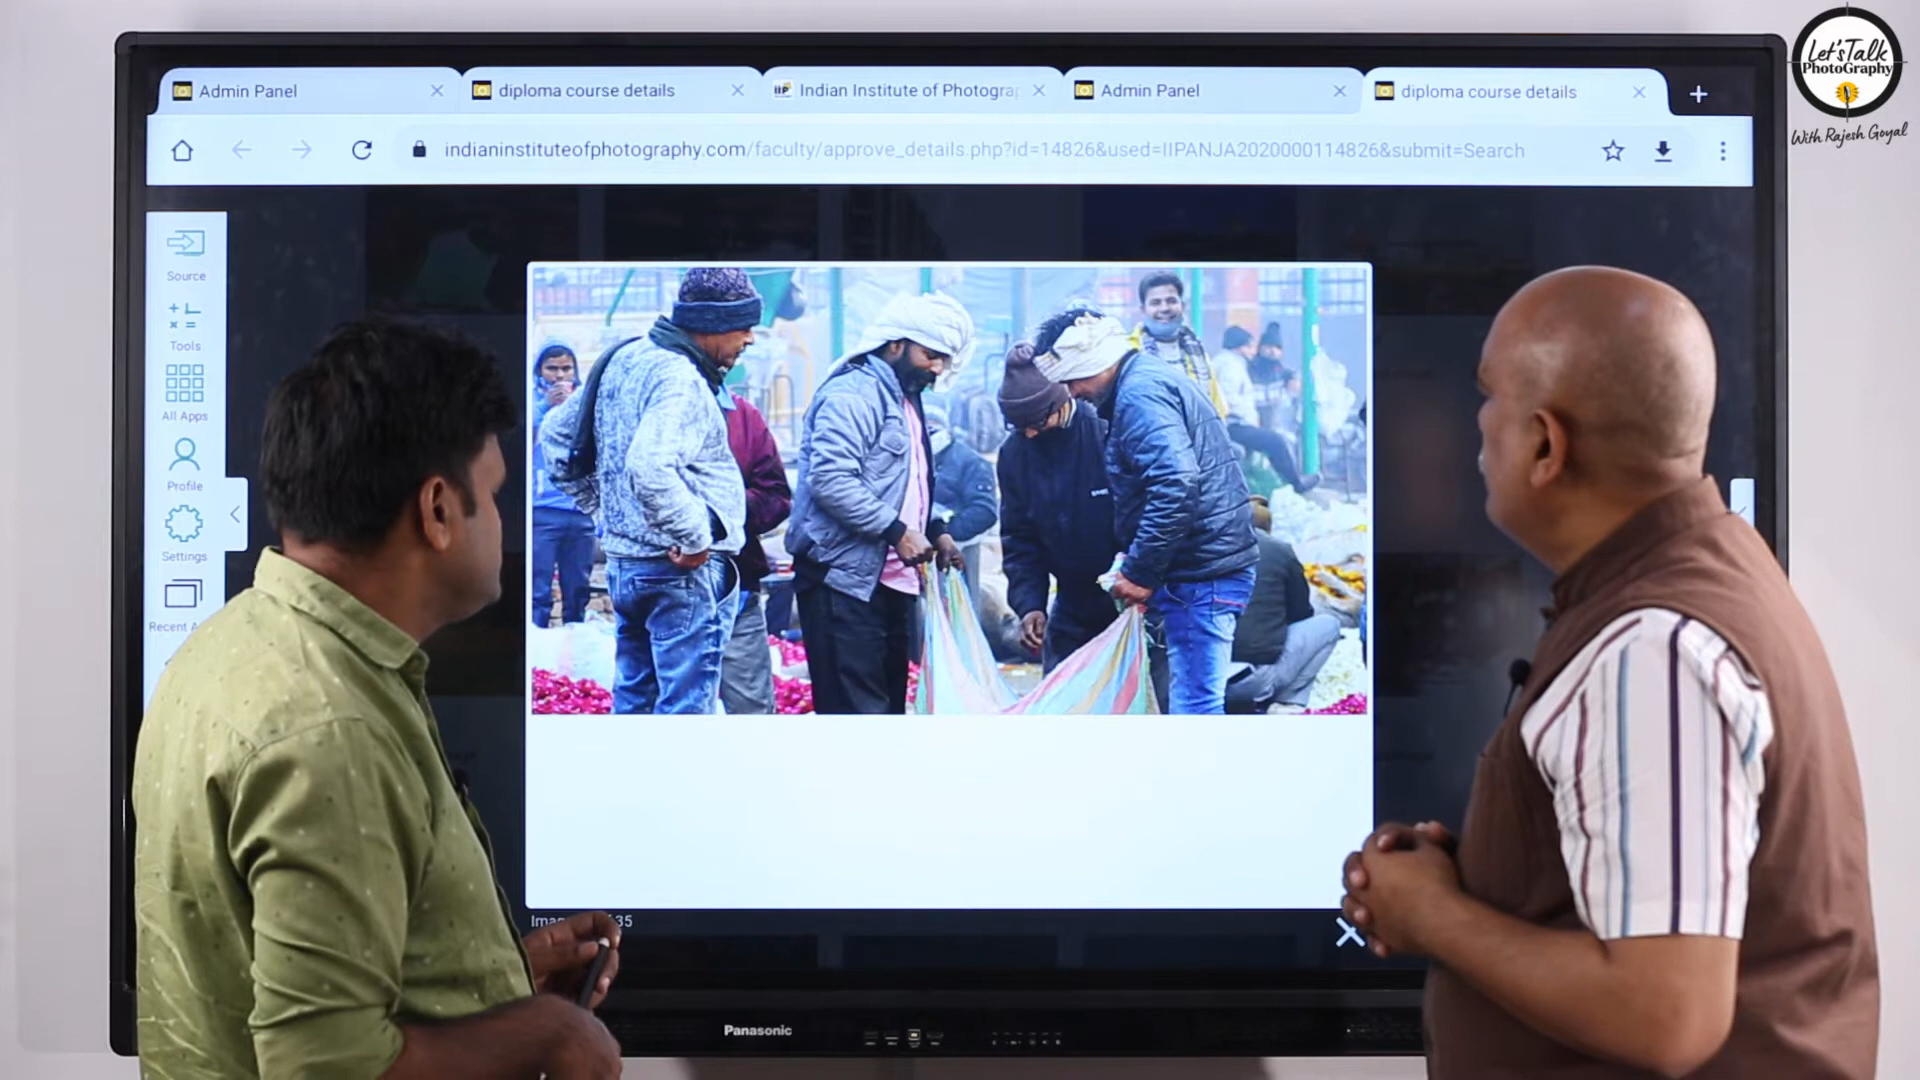 Let'sTalk
PHotoGraphy
With Rajesh Goyal
Admin Panel
diploma course details
IIP
Indian Institute of Photogra
Admin Panel
diploma course details
indianinstituteofphotography.com/faculty/approve_details.php?id=14826&used=IIPANJA2020000114826&submit=Search
Source
Tools
All Apps
Profile
Settings
Recent A
35
Panasonic